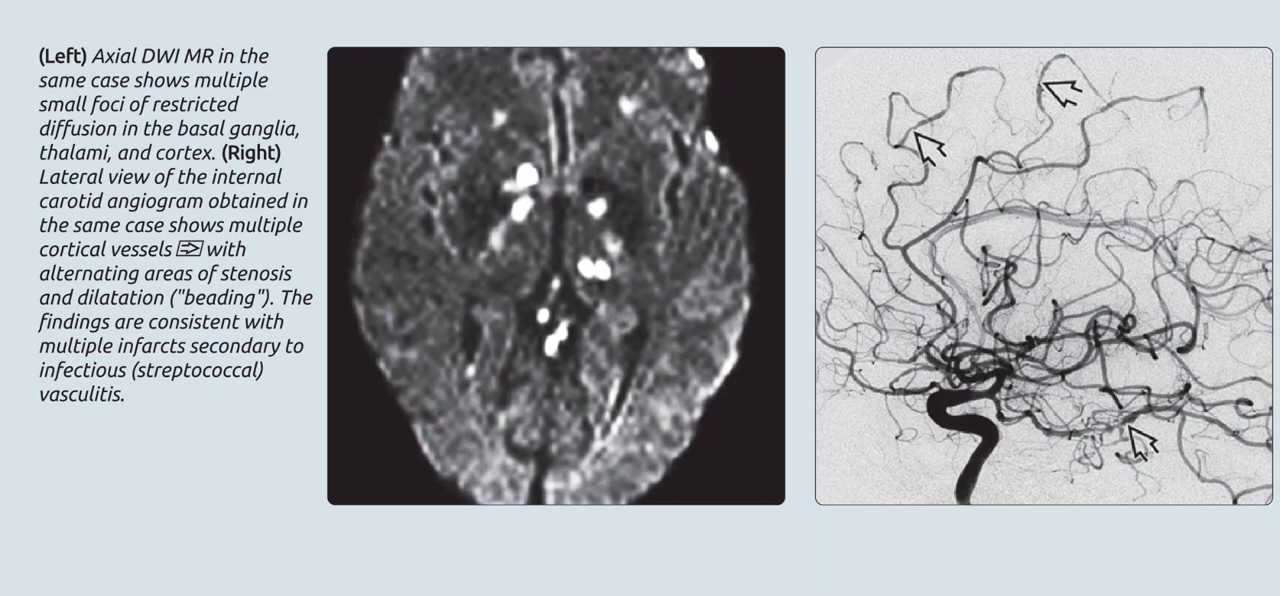 (Left) Axial DWI MR in the
same case shows multiple
small foci of restricted
diffusion in the basal ganglia,
thalami, and cortex. (Right)
Lateral view of the internal
carotid angiogram obtained in
the same case shows multiple
cortical vessels with
alternating areas of stenosis
and dilatation ("beading"). The
findings are consistent with
multiple infarcts secondary to
infectious (streptococcal)
vasculitis.